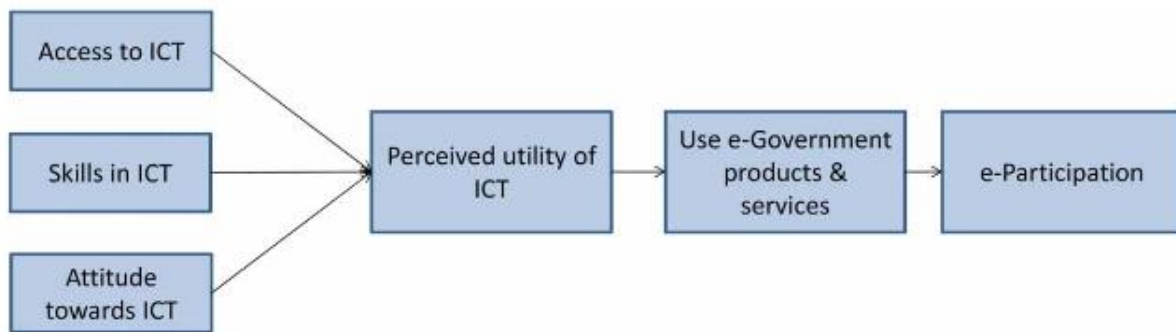 Access to ICT
Skills in ICT
Attitude
towards ICT
Perceived utility of
ICT
Use e-Government
products &
services
e-Participation